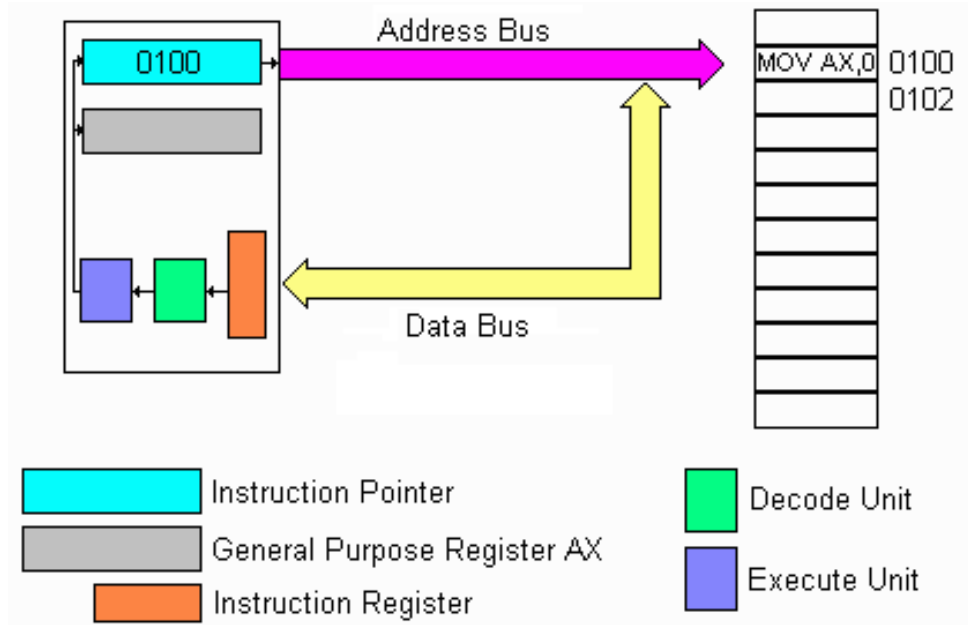 Address Bus
0100
MOV AX,0 0100
0102
Data Bus
Instruction Pointer
General Purpose Register AX
Instruction Register
Decode Unit
Execute Unit